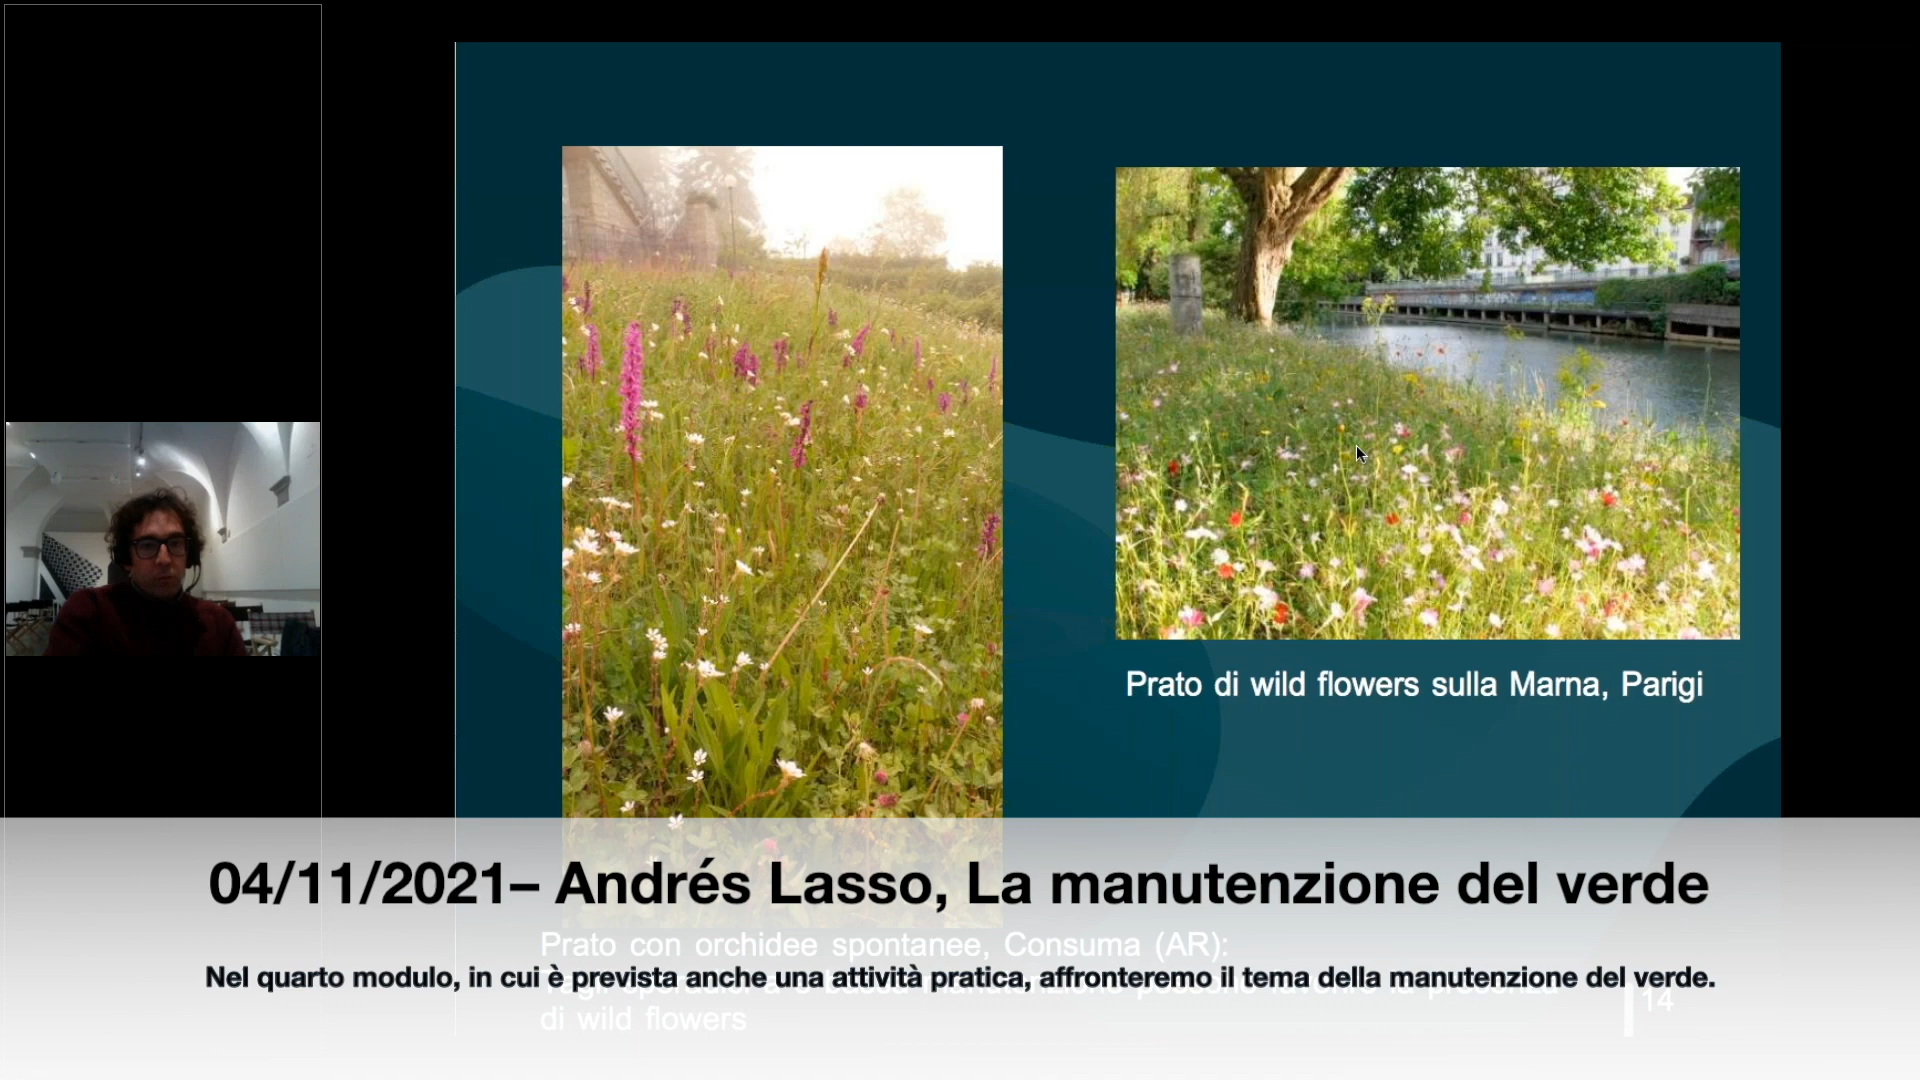 Prato di wild flowers sulla Marna, Parigi
04/11/2021– Andrés Lasso, La manutenzione del verde
Prato con orchidee spontanee, Consuma (AR):
Nel quarto modulo, in cui è prevista anche una attività pratica, affronteremo il tema della manutenzione del verde.
di wild flowers
14